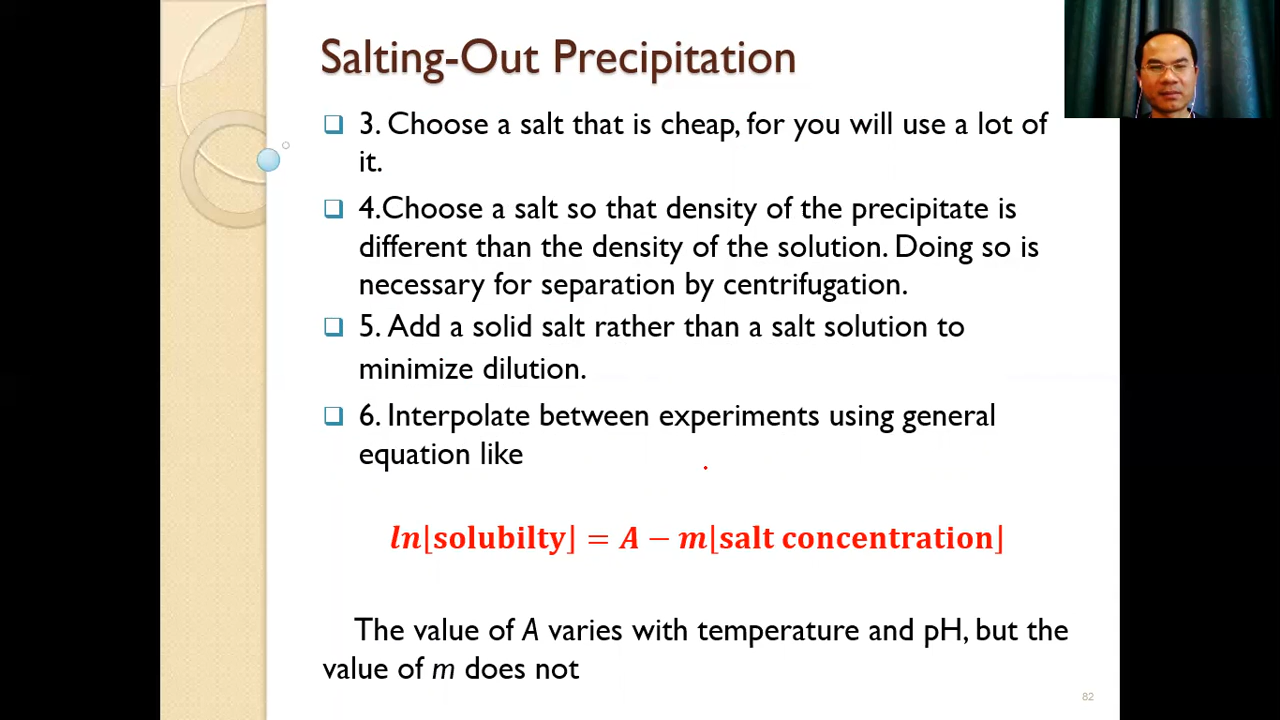 Salting-Out Precipitation
3. Choose a salt that is cheap, for you will use a lot of
it.
4.Choose a salt so that density of the precipitate is
different than the density of the solution. Doing so is
necessary for separation by centrifugation.
5. Add a solid salt rather than a salt solution to
minimize dilution.
6. Interpolate between experiments using general
equation like
ln⌊solubilty⌋ = A − m⌊salt concentration⌋
The value of A varies with temperature and pH, but the
value of m does not
82